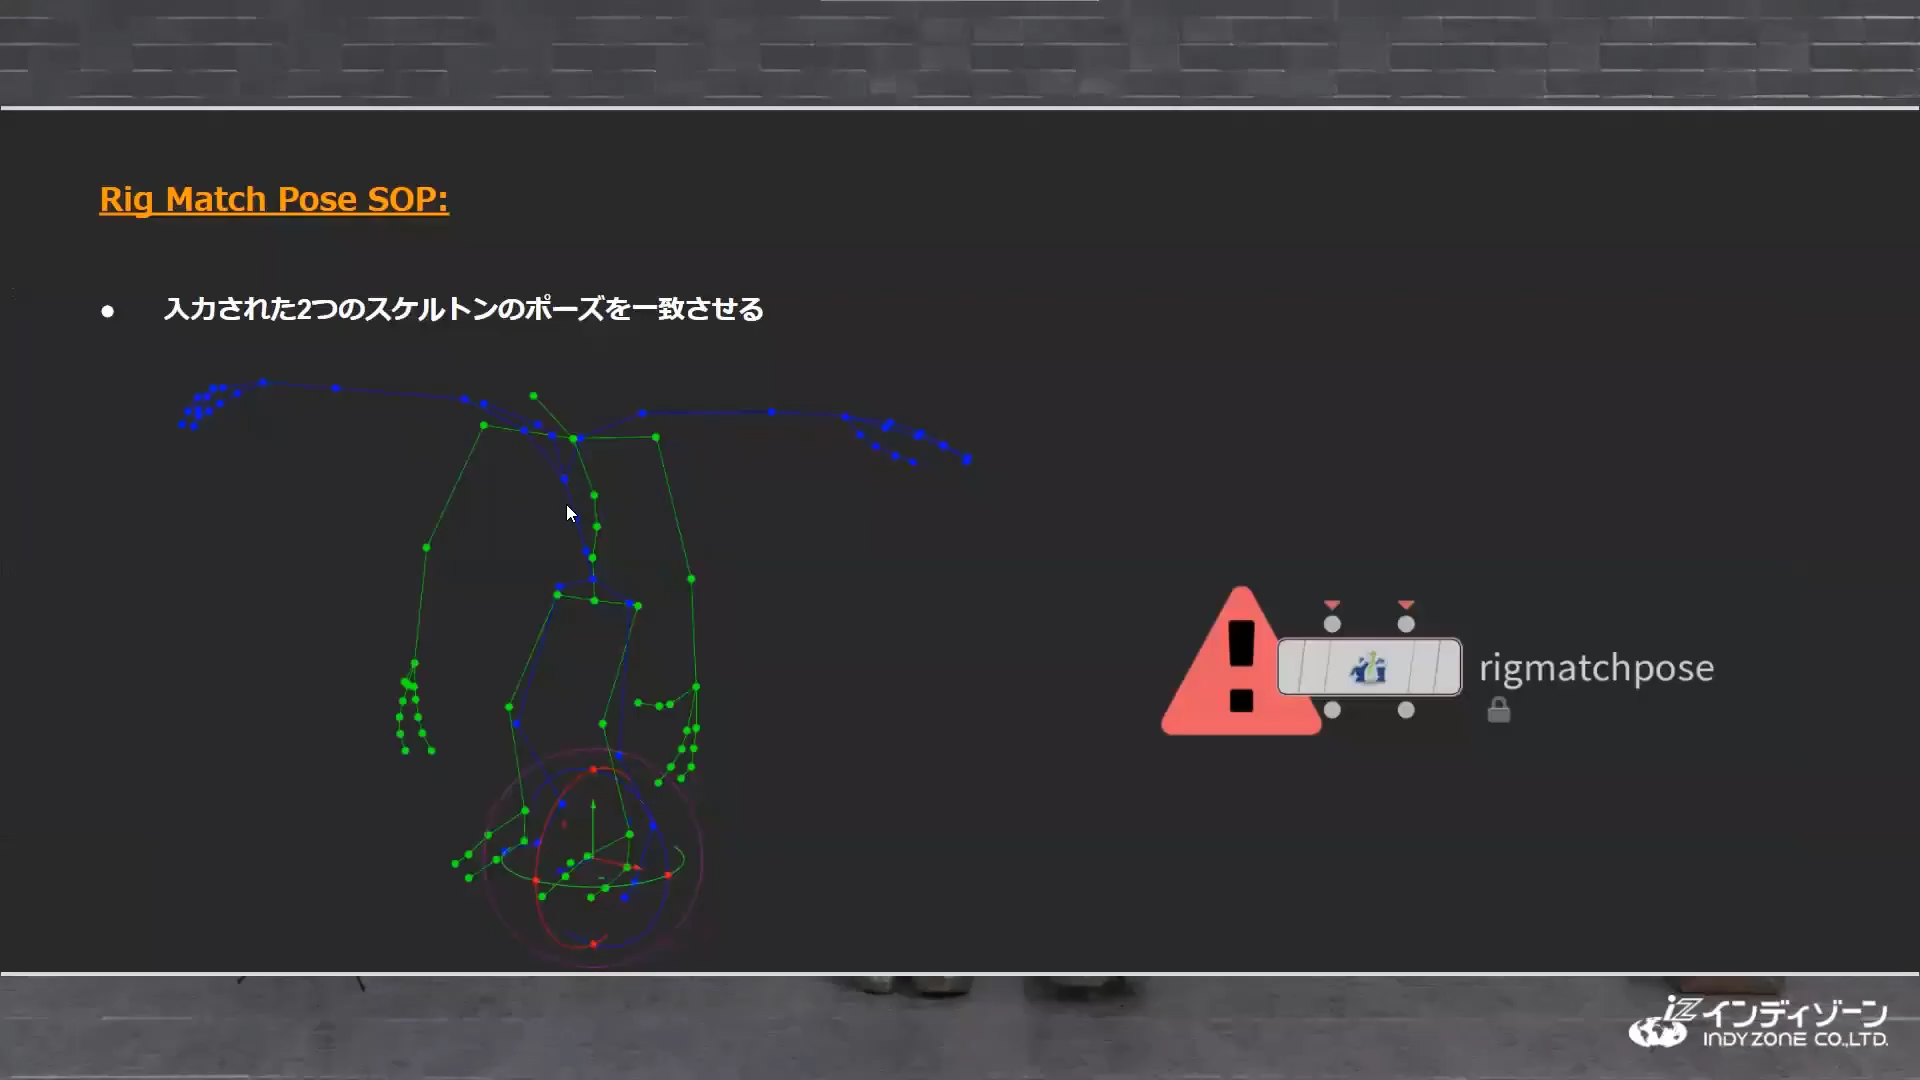 Rig Match Pose SOP:
● 入力された2つのスケルトンのポーズを一致させる
rigmatchpose
iZ インディゾーン
INDYZONE CO.,LTD.